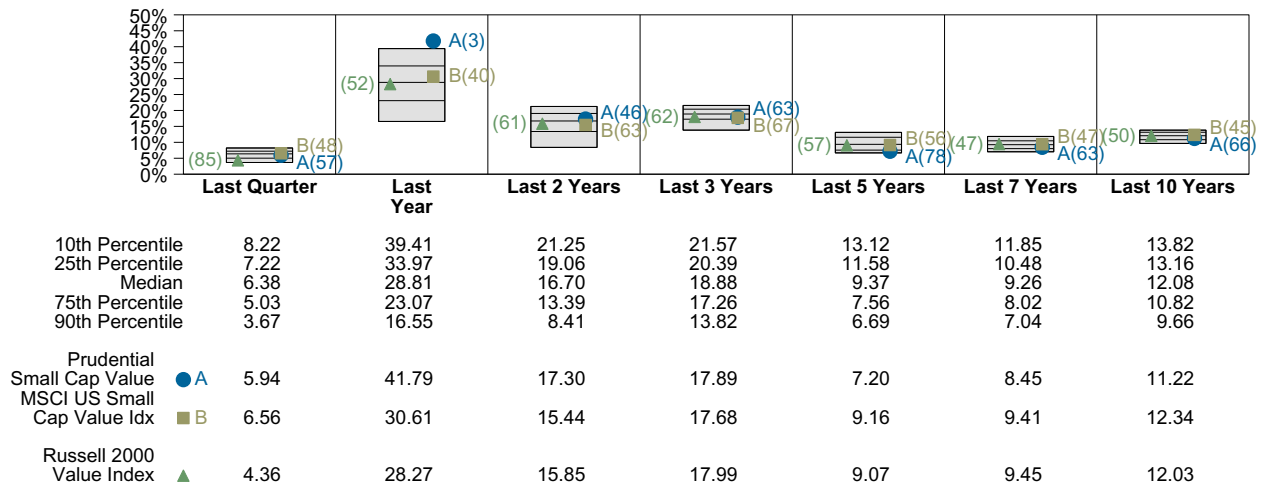 50%
45%
40%
35%
30%
25%
20%
15%
10%
5%
0%
(85) B(48) A(57)
(52) A(3) B(40)
(61) A(46) B(63)
(62) A(63) B(67)
(57) B(56) A(78)
(47) B(47) A(63)
(50) B(45) A(66)
Last Quarter Last Year Last 2 Years Last 3 Years Last 5 Years Last 7 Years Last 10 Years
10th Percentile 8.22 39.41 21.25 21.57 13.12 11.85 13.82
25th Percentile 7.22 33.97 19.06 20.39 11.58 10.48 13.16
Median 6.38 28.81 16.70 18.88 9.37 9.26 12.08
75th Percentile 5.03 23.07 13.39 17.26 7.56 8.02 10.82
90th Percentile 3.67 16.55 8.41 13.82 6.69 7.04 9.66
Prudential
Small Cap Value A 5.94 41.79 17.30 17.89 7.20 8.45 11.22
MSCI US Small
Cap Value Idx B 6.56 30.61 15.44 17.68 9.16 9.41 12.34
Russell 2000
Value Index 4.36 28.27 15.85 17.99 9.07 9.45 12.03